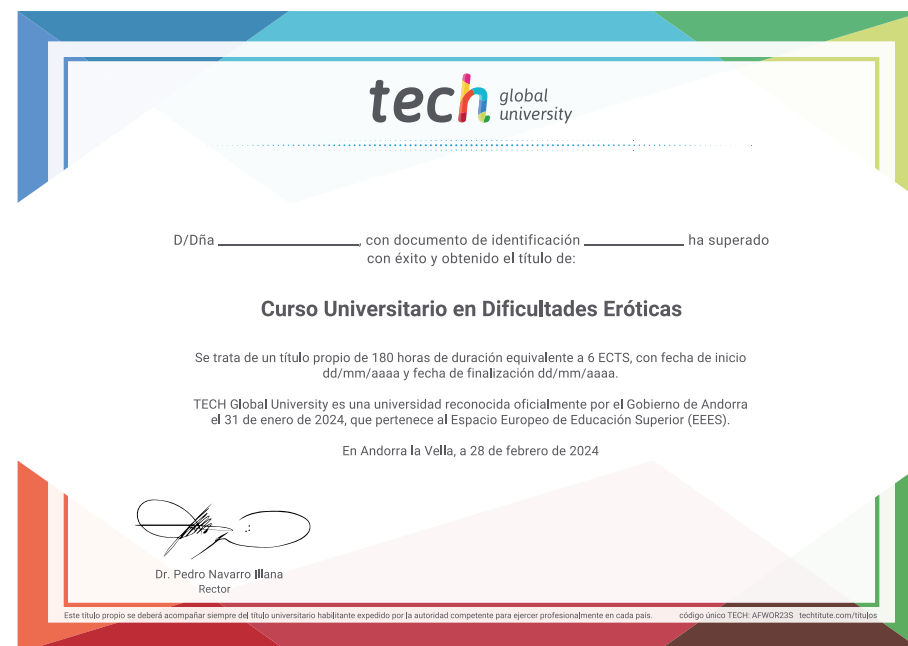 tech global university
D/Dña ____________________, con documento de identificación ______________ ha superado
con éxito y obtenido el título de:
Curso Universitario en Dificultades Eróticas
Se trata de un título propio de 180 horas de duración equivalente a 6 ECTS, con fecha de inicio
dd/mm/aaaa y fecha de finalización dd/mm/aaaa.
TECH Global University es una universidad reconocida oficialmente por el Gobierno de Andorra
el 31 de enero de 2024, que pertenece al Espacio Europeo de Educación Superior (EEES).
En Andorra la Vella, a 28 de febrero de 2024
Dr. Pedro Navarro Illana
Rector
Este título propio se deberá acompañar siempre del título universitario habilitante expedido por la autoridad competente para ejercer profesionalmente en cada país. código único TECH: AFWOR23S techtitute.com/titulos